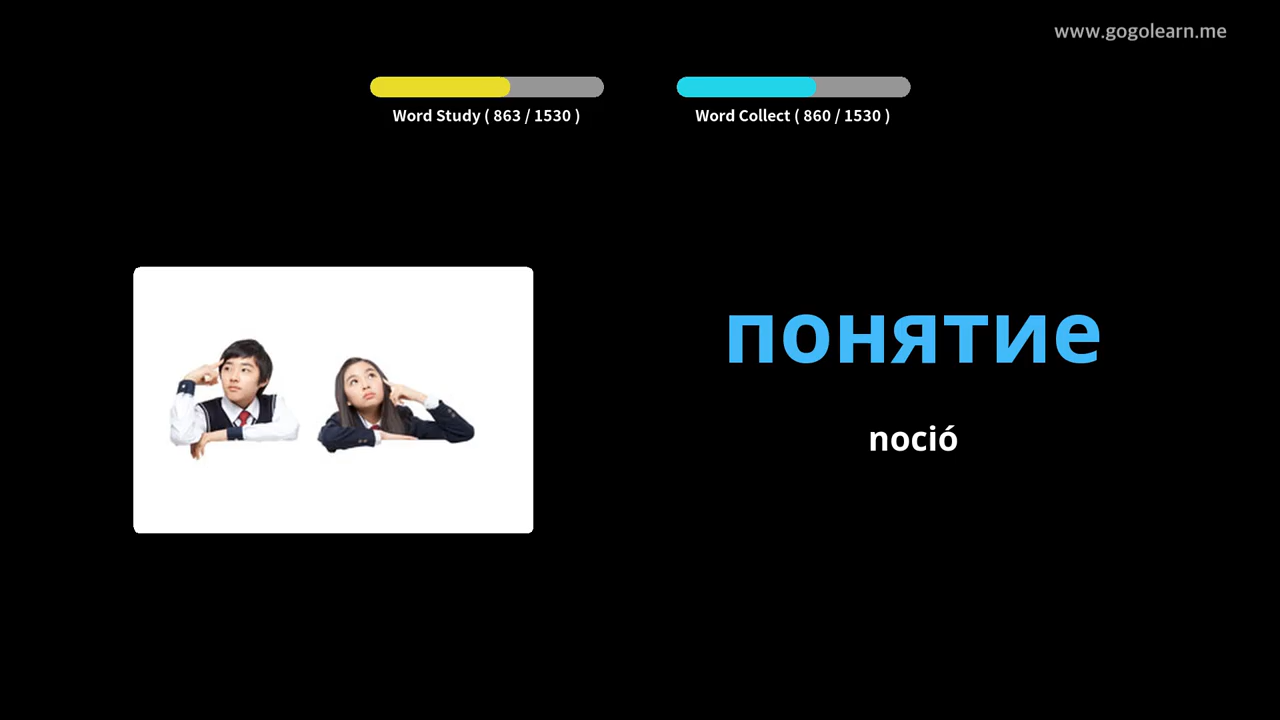 www.gogolearn.me
Word Study ( 863 / 1530 )
Word Collect ( 860 / 1530 )
понятие
noció